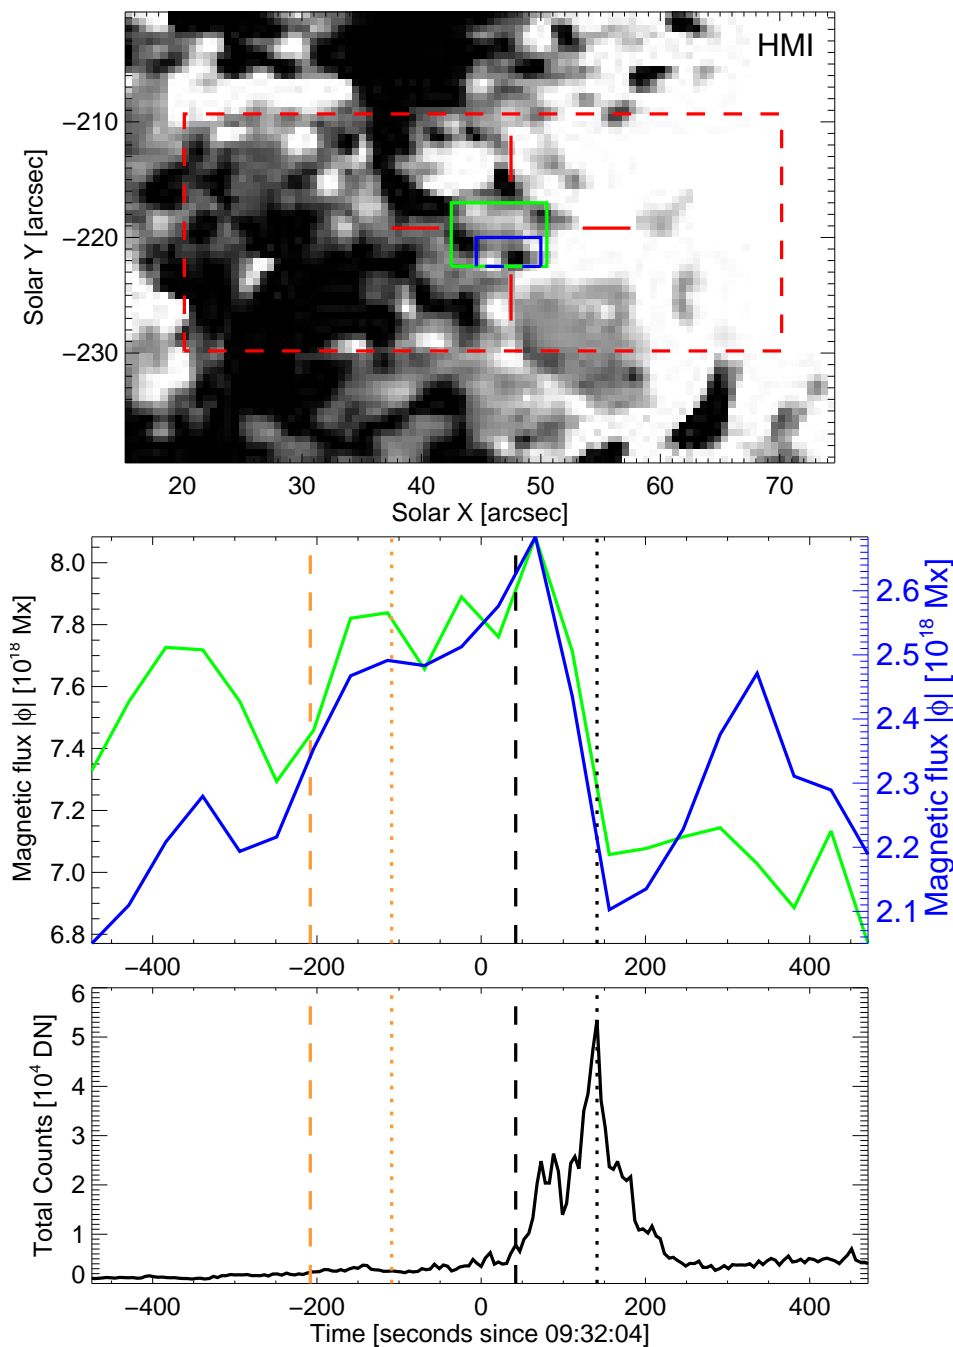 HMI
Solar Y [arcsec]
−210
−220
−230
20 30 40 50 60 70
Solar X [arcsec]
Magnetic flux |ϕ| [10¹⁸ Mx]
8.0
7.8
7.6
7.4
7.2
7.0
6.8
2.6
2.5
2.4
2.3
2.2
2.1
Magnetic flux |ϕ| [10¹⁸ Mx]
−400 −200 0 200 400
Total Counts [10⁴ DN]
6
5
4
3
2
1
0
−400 −200 0 200 400
Time [seconds since 09:32:04]